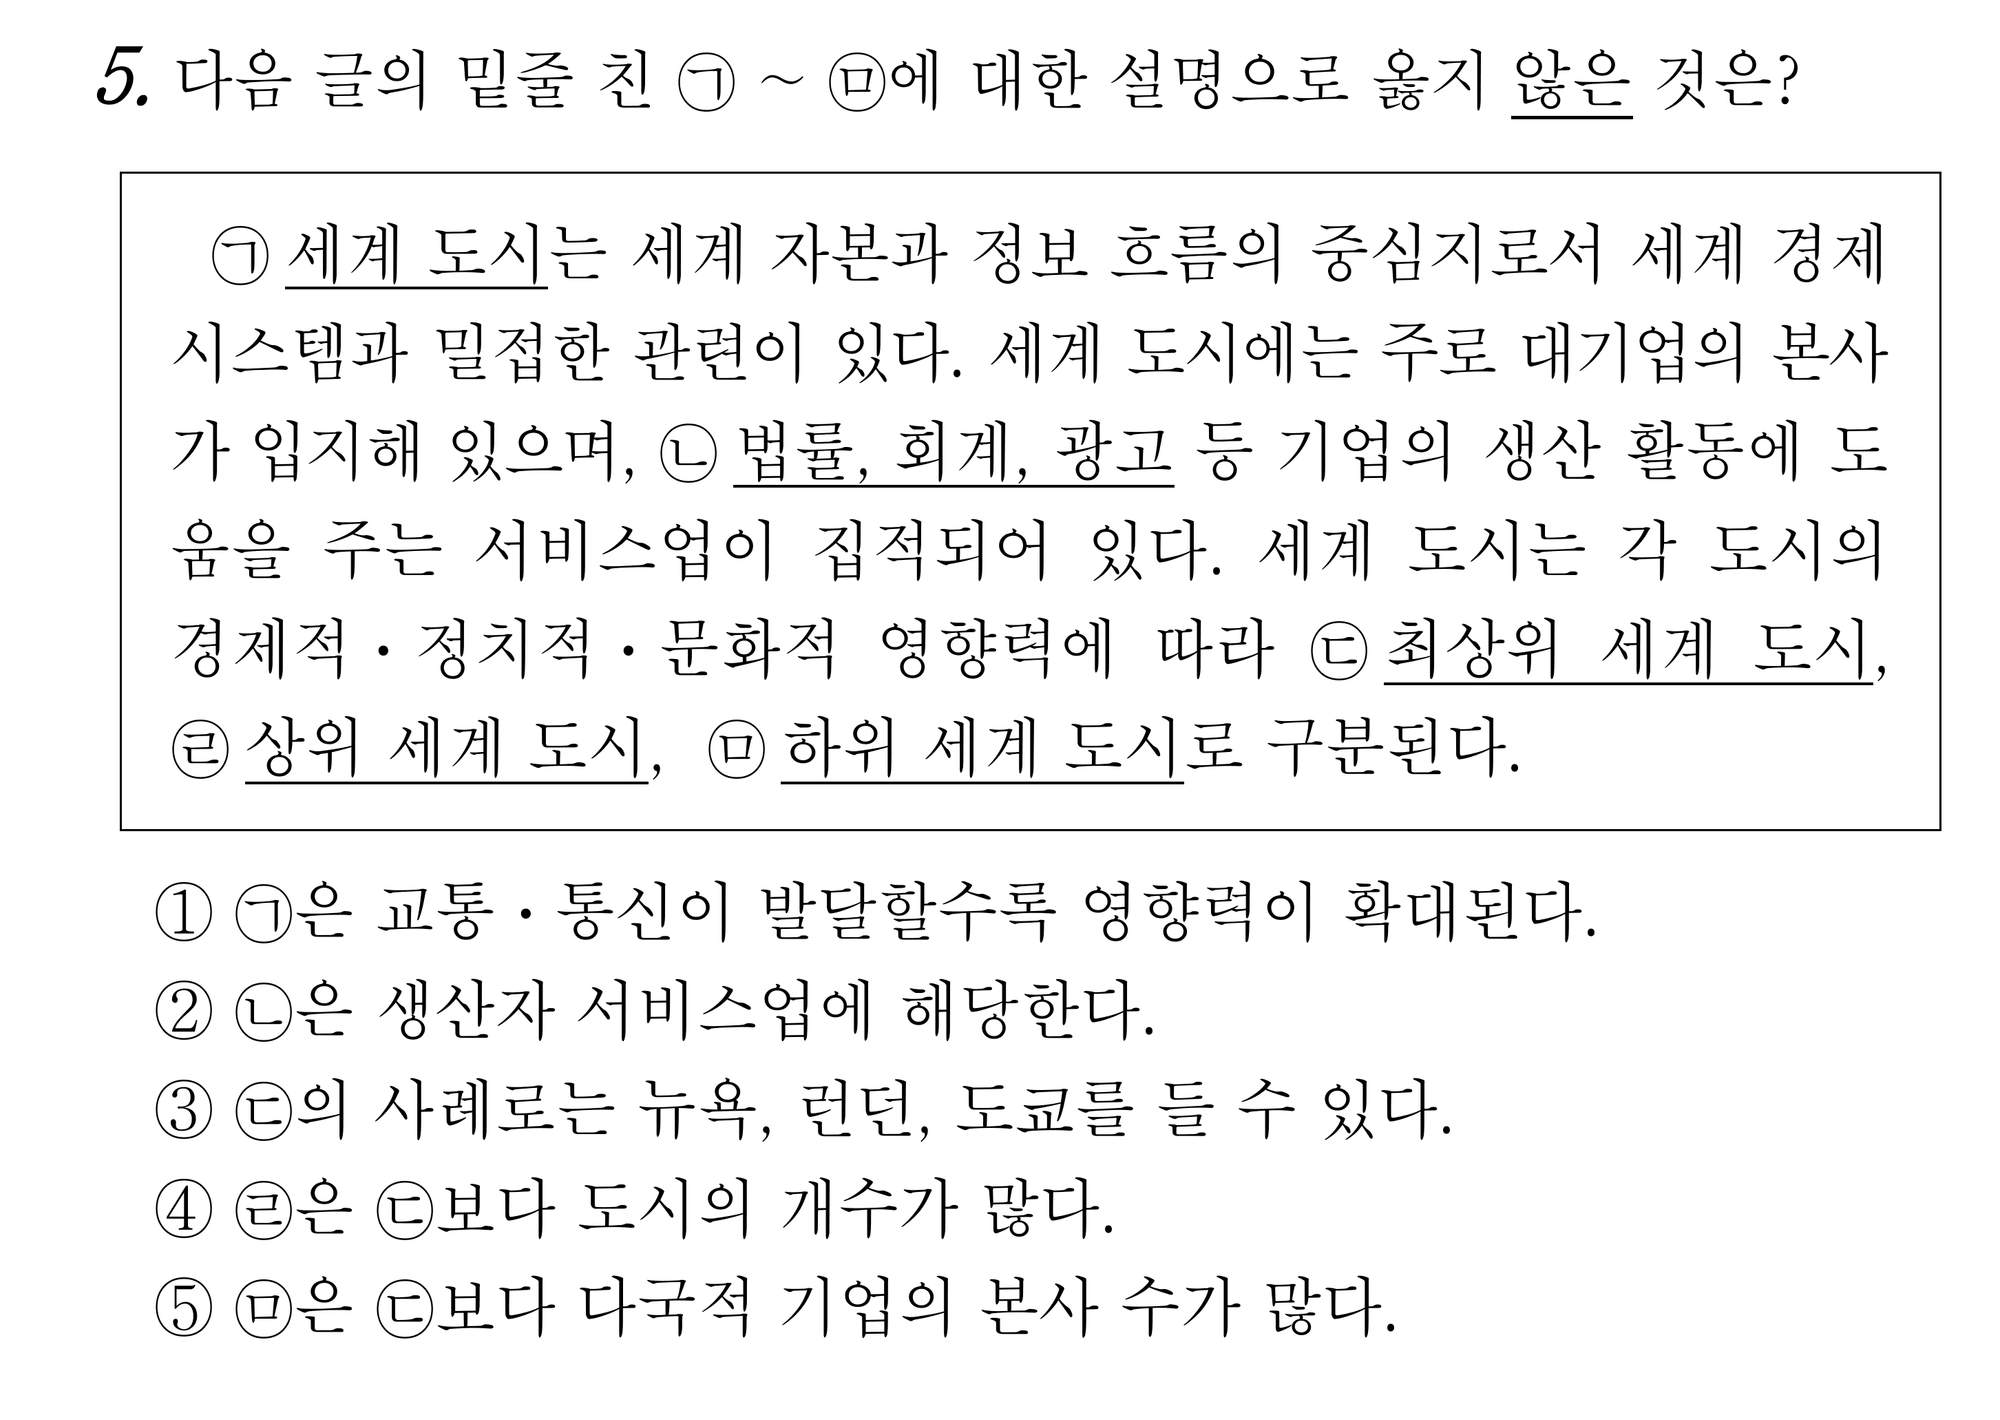 5. 다음 글의 밑줄 친 ㉠ ~ ㉤에 대한 설명으로 옳지 않은 것은?
㉠ 세계 도시는 세계 자본과 정보 흐름의 중심지로서 세계 경제
시스템과 밀접한 관련이 있다. 세계 도시에는 주로 대기업의 본사
가 입지해 있으며, ㉡ 법률, 회계, 광고 등 기업의 생산 활동에 도
움을 주는 서비스업이 집적되어 있다. 세계 도시는 각 도시의
경제적·정치적·문화적 영향력에 따라 ㉢ 최상위 세계 도시,
㉣ 상위 세계 도시, ㉤ 하위 세계 도시로 구분된다.
① ㉠은 교통·통신이 발달할수록 영향력이 확대된다.
② ㉡은 생산자 서비스업에 해당한다.
③ ㉢의 사례로는 뉴욕, 런던, 도쿄를 들 수 있다.
④ ㉣은 ㉢보다 도시의 개수가 많다.
⑤ ㉤은 ㉢보다 다국적 기업의 본사 수가 많다.